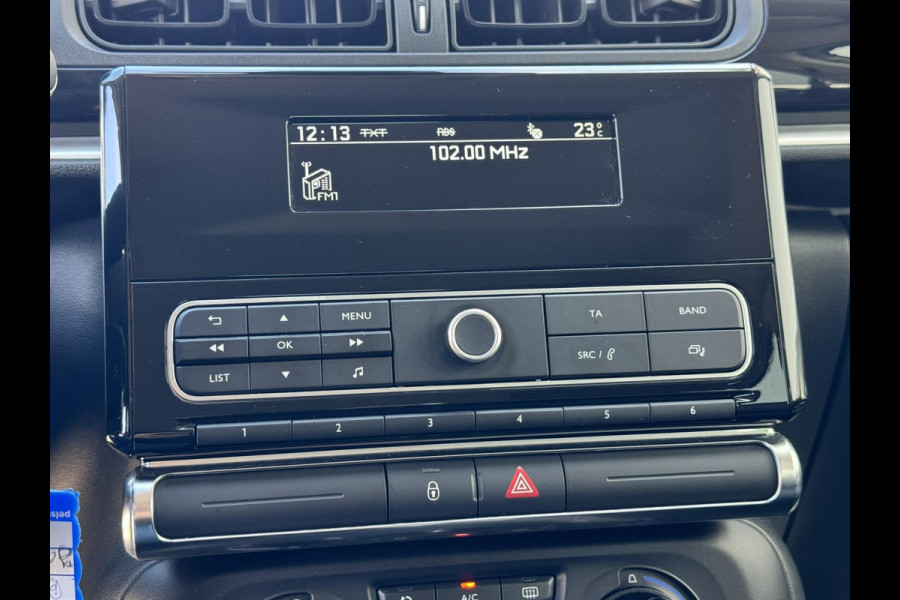 12:13 TXT ABS 23°C
102.00 MHz
FM1
MENU
TA
BAND
OK
SRC /
LIST
1 2 3 4 5 6
A/C